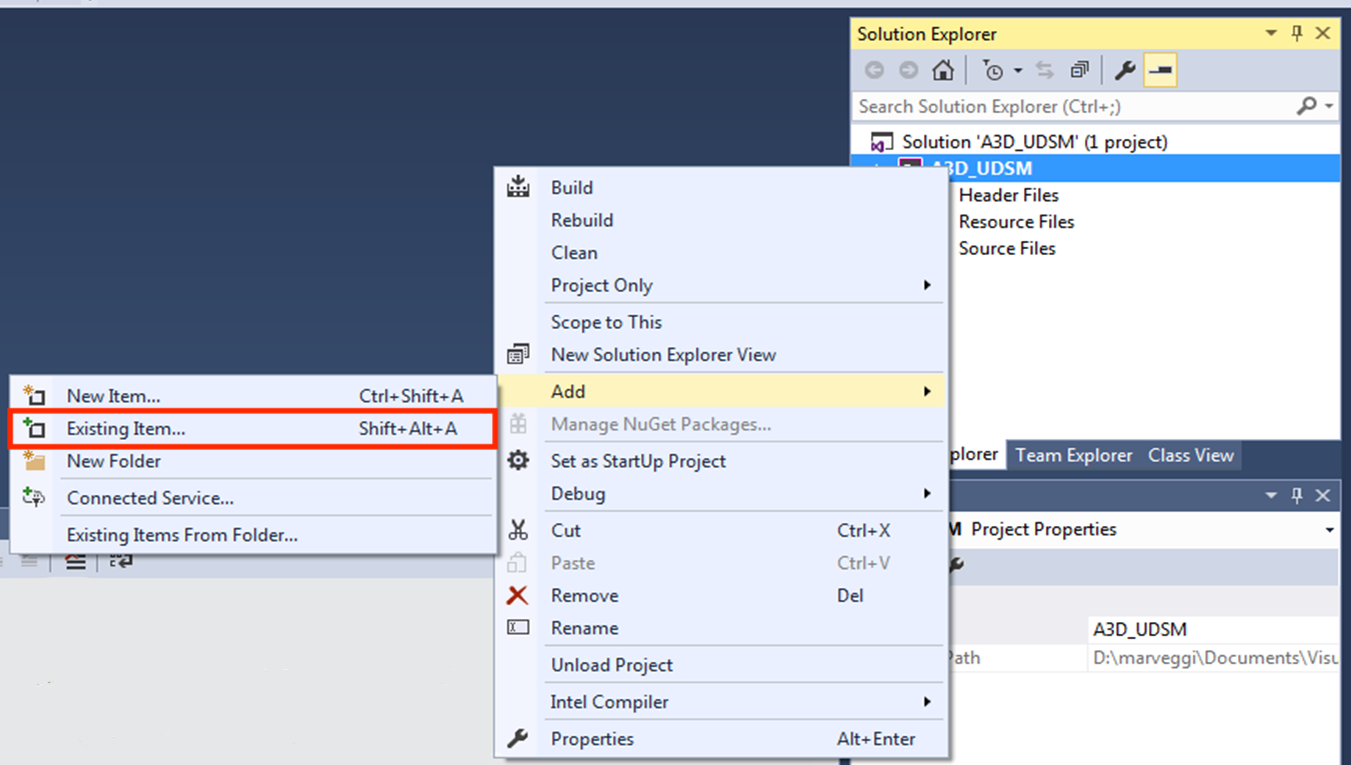 Solution Explorer
Search Solution Explorer (Ctrl+;)
Solution 'A3D_UDSM' (1 project)
A3D_UDSM
Header Files
Resource Files
Source Files
Build
Rebuild
Clean
Project Only
Scope to This
New Solution Explorer View
Add
Manage NuGet Packages...
Set as StartUp Project
Debug
Cut Ctrl+X
Paste Ctrl+V
Remove Del
Rename
Unload Project
Intel Compiler
Properties Alt+Enter
New Item... Ctrl+Shift+A
Existing Item... Shift+Alt+A
New Folder
Connected Service...
Existing Items From Folder...
plorer Team Explorer Class View
M Project Properties
A3D_UDSM
Path D:\marveggi\Documents\Visu